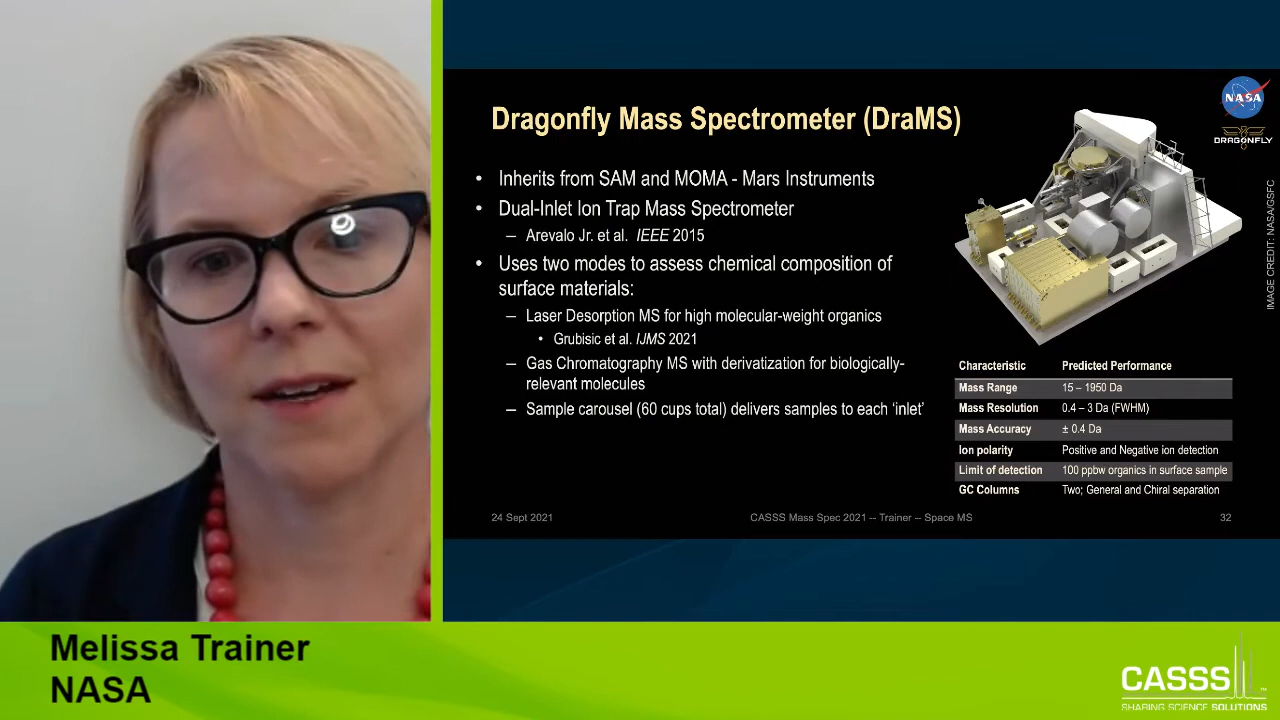 Dragonfly Mass Spectrometer (DraMS)
NASA
DRAGONFLY
• Inherits from SAM and MOMA - Mars Instruments
• Dual-Inlet Ion Trap Mass Spectrometer
– Arevalo Jr. et al. IEEE 2015
• Uses two modes to assess chemical composition of
surface materials:
– Laser Desorption MS for high molecular-weight organics
• Grubisic et al. IJMS 2021
– Gas Chromatography MS with derivatization for biologically-
relevant molecules
– Sample carousel (60 cups total) delivers samples to each ‘inlet’
IMAGE CREDIT: NASA/GSFC
Characteristic Predicted Performance
Mass Range 15 – 1950 Da
Mass Resolution 0.4 – 3 Da (FWHM)
Mass Accuracy ± 0.4 Da
Ion polarity Positive and Negative ion detection
Limit of detection 100 ppbw organics in surface sample
GC Columns Two; General and Chiral separation
24 Sept 2021 CASSS Mass Spec 2021 -- Trainer -- Space MS 32
Melissa Trainer
NASA
CASSS
SHARING SCIENCE SOLUTIONS